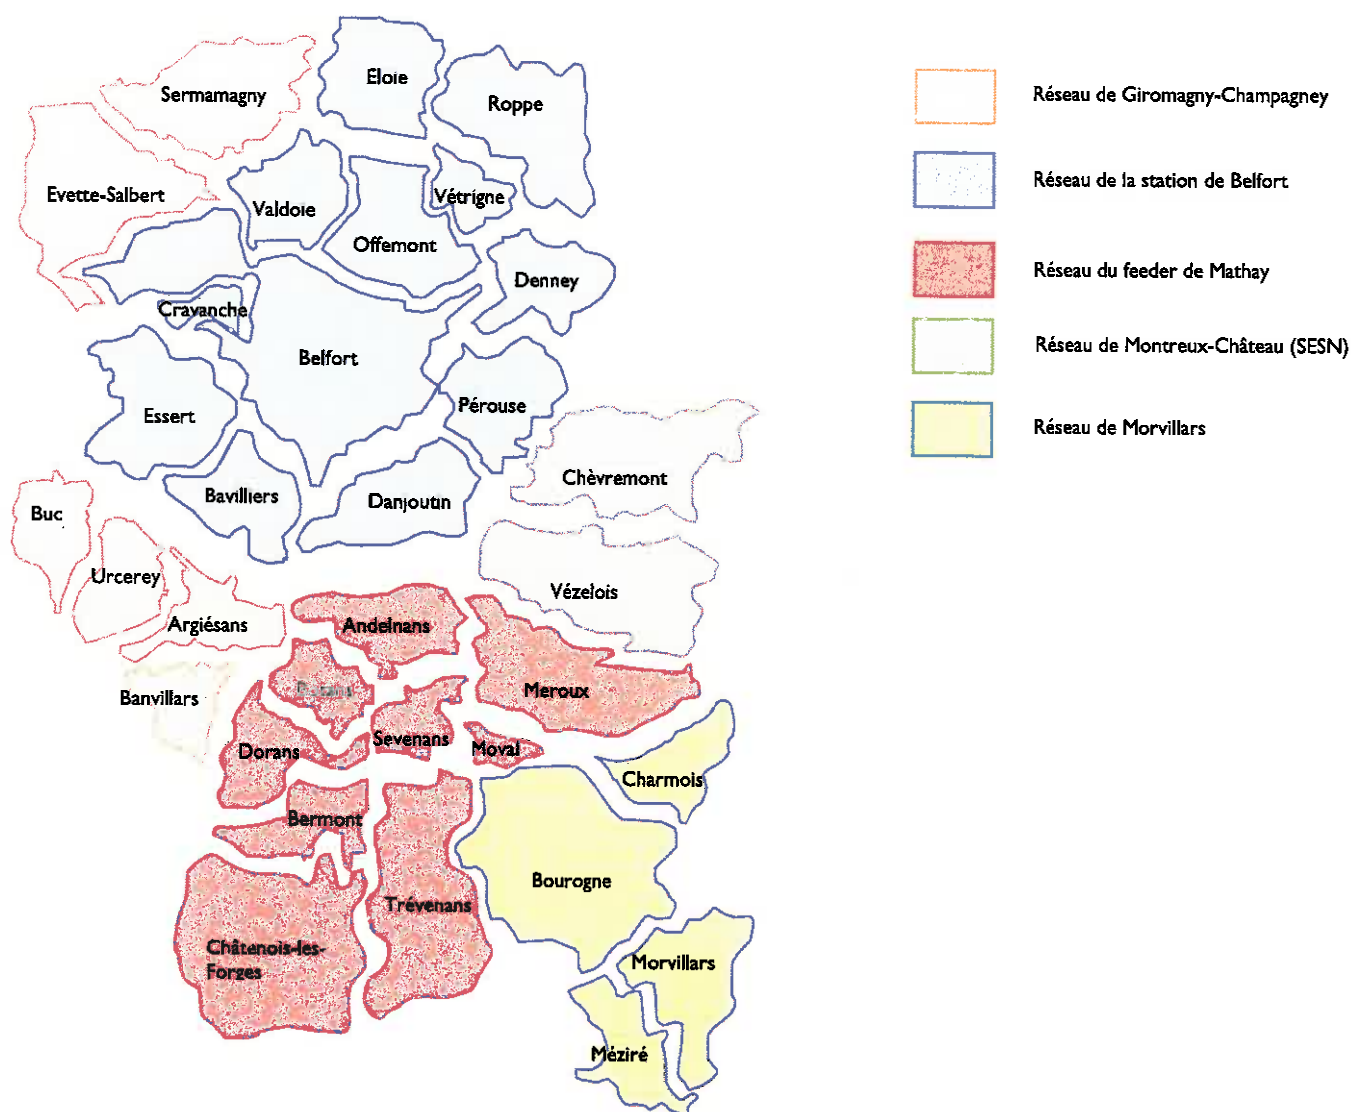 Eloie
Sermamagny
Roppe
Evette-Salbert
Valdoie
Vétrigne
Offemont
Denney
Cravanche
Belfort
Essert
Pérouse
Chèvremont
Bavilliers
Danjoutin
Buc
Urcerey
Vézelois
Argiésans
Andelnans
Banvillars
Meroux
Dorans
Sevenans
Moval
Charmois
Bermont
Bourogne
Trévenans
Châtenois-les-
Forges
Morvillars
Méziré
Réseau de Giromagny-Champagney
Réseau de la station de Belfort
Réseau du feeder de Mathay
Réseau de Montreux-Château (SESN)
Réseau de Morvillars